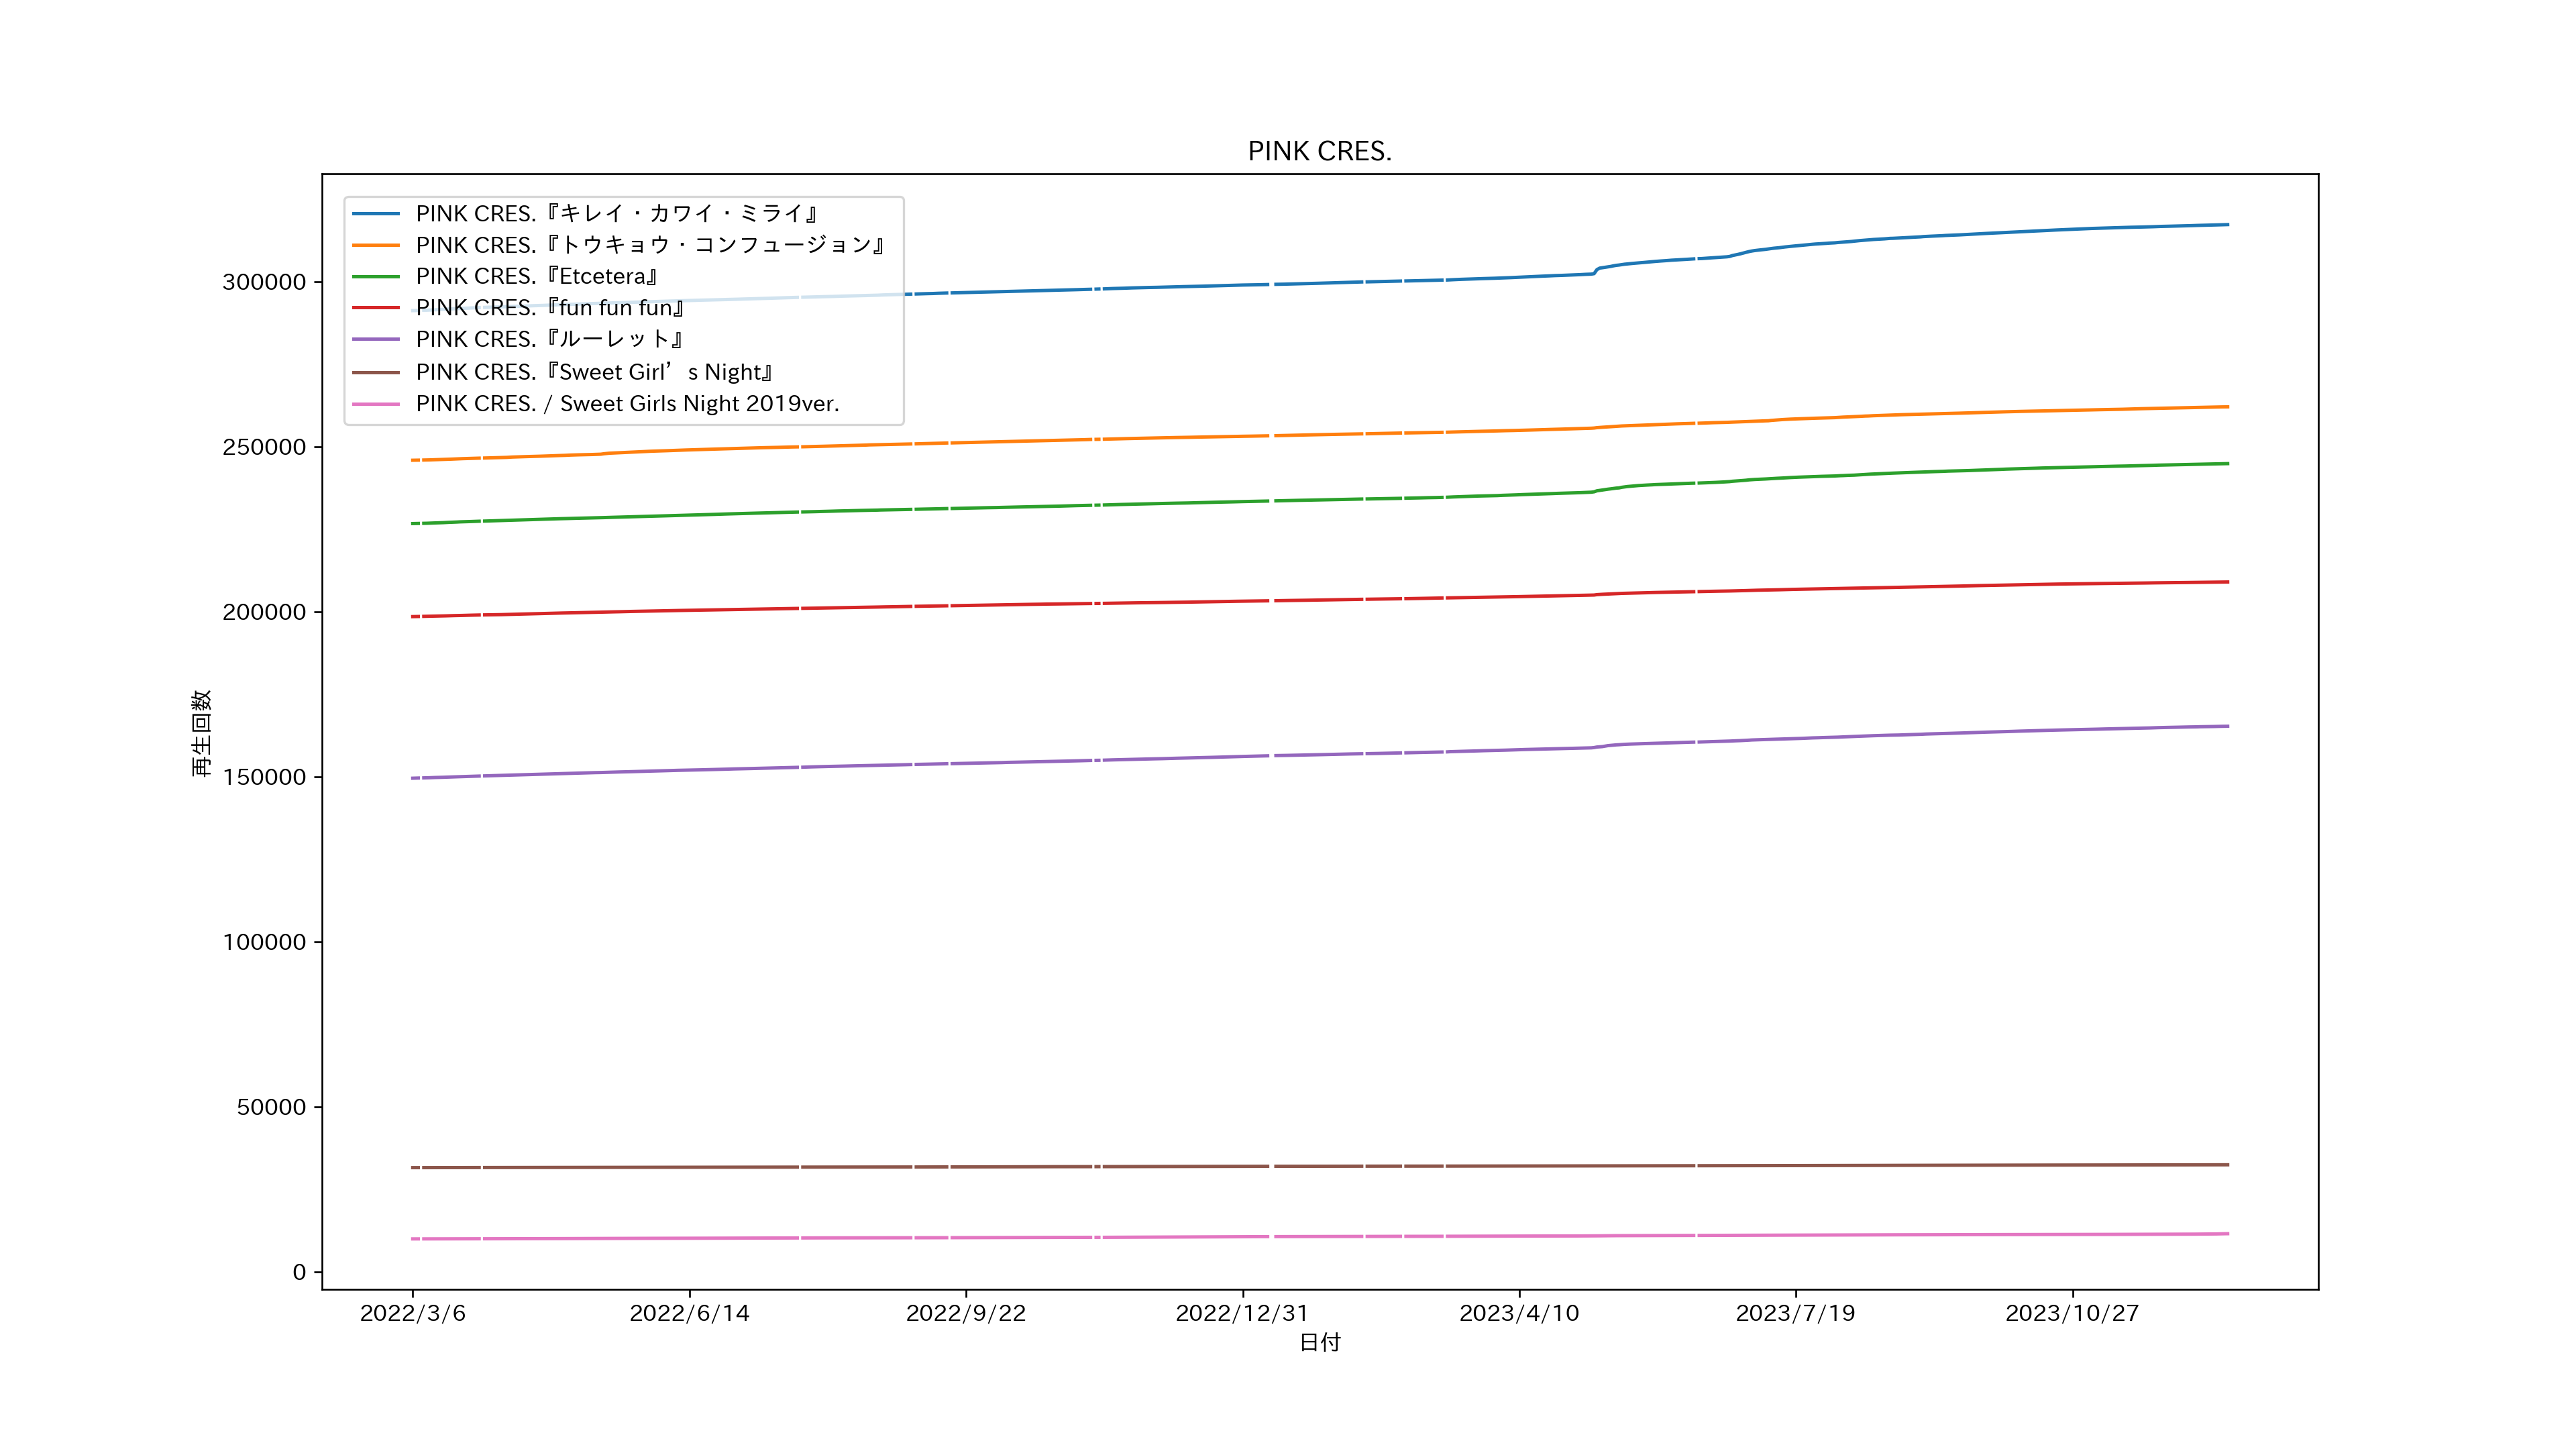 PINK CRES.
PINK CRES.『キレイ・カワイ・ミライ』
PINK CRES.『トウキョウ・コンフュージョン』
PINK CRES.『Etcetera』
PINK CRES.『fun fun fun』
PINK CRES.『ルーレット』
PINK CRES.『Sweet Girl’s Night』
PINK CRES. / Sweet Girls Night 2019ver.
再生回数
300000
250000
200000
150000
100000
50000
0
2022/3/6 2022/6/14 2022/9/22 2022/12/31 2023/4/10 2023/7/19 2023/10/27
日付